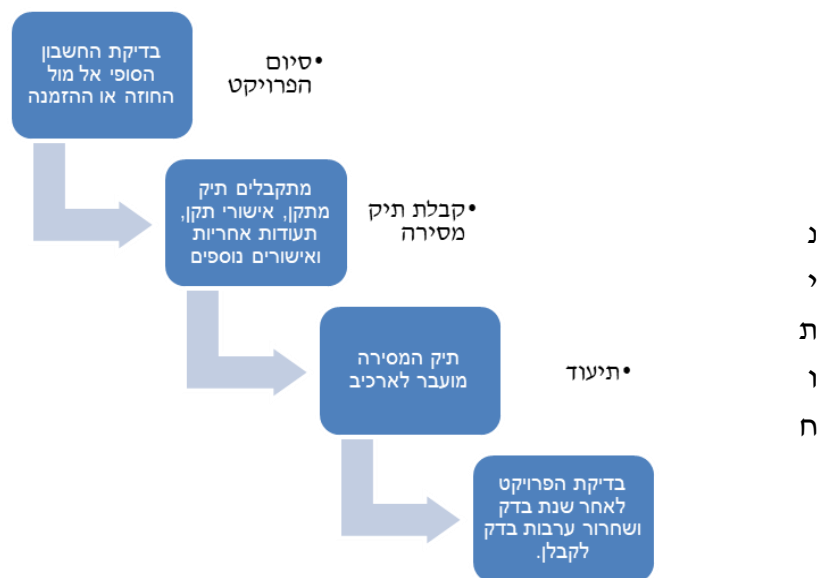 בדיקת החשבון
הסופי אל מול
החוזה או ההזמנה
•סיום
הפרויקט
מתקבלים תיק
מתקן, אישורי תקן,
תעודות אחריות
ואישורים נוספים
•קבלת תיק
מסירה
תיק המסירה
מועבר לארכיב
•תיעוד
בדיקת הפרויקט
לאחר שנת בדק
ושחרור ערבות בדק
לקבלן.
נ
י
ת
ו
ח